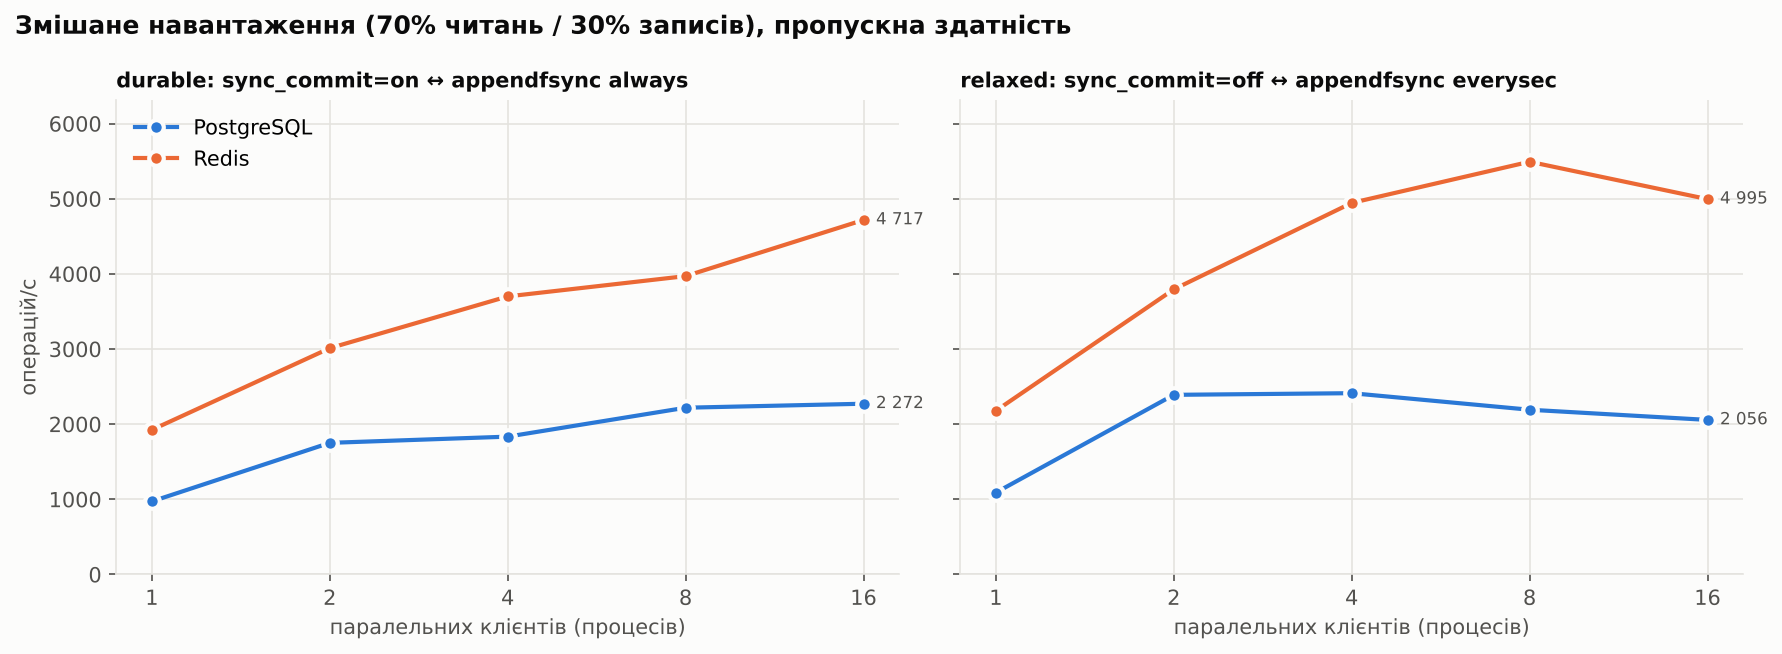 Змішане навантаження (70% читань / 30% записів), пропускна здатність
durable: sync_commit=on ↔ appendfsync always
PostgreSQL
Redis
операцій/с
6000
5000
4000
3000
2000
1000
0
4 717
2 272
1
2
4
8
16
паралельних клієнтів (процесів)
relaxed: sync_commit=off ↔ appendfsync everysec
4 995
2 056
1
2
4
8
16
паралельних клієнтів (процесів)